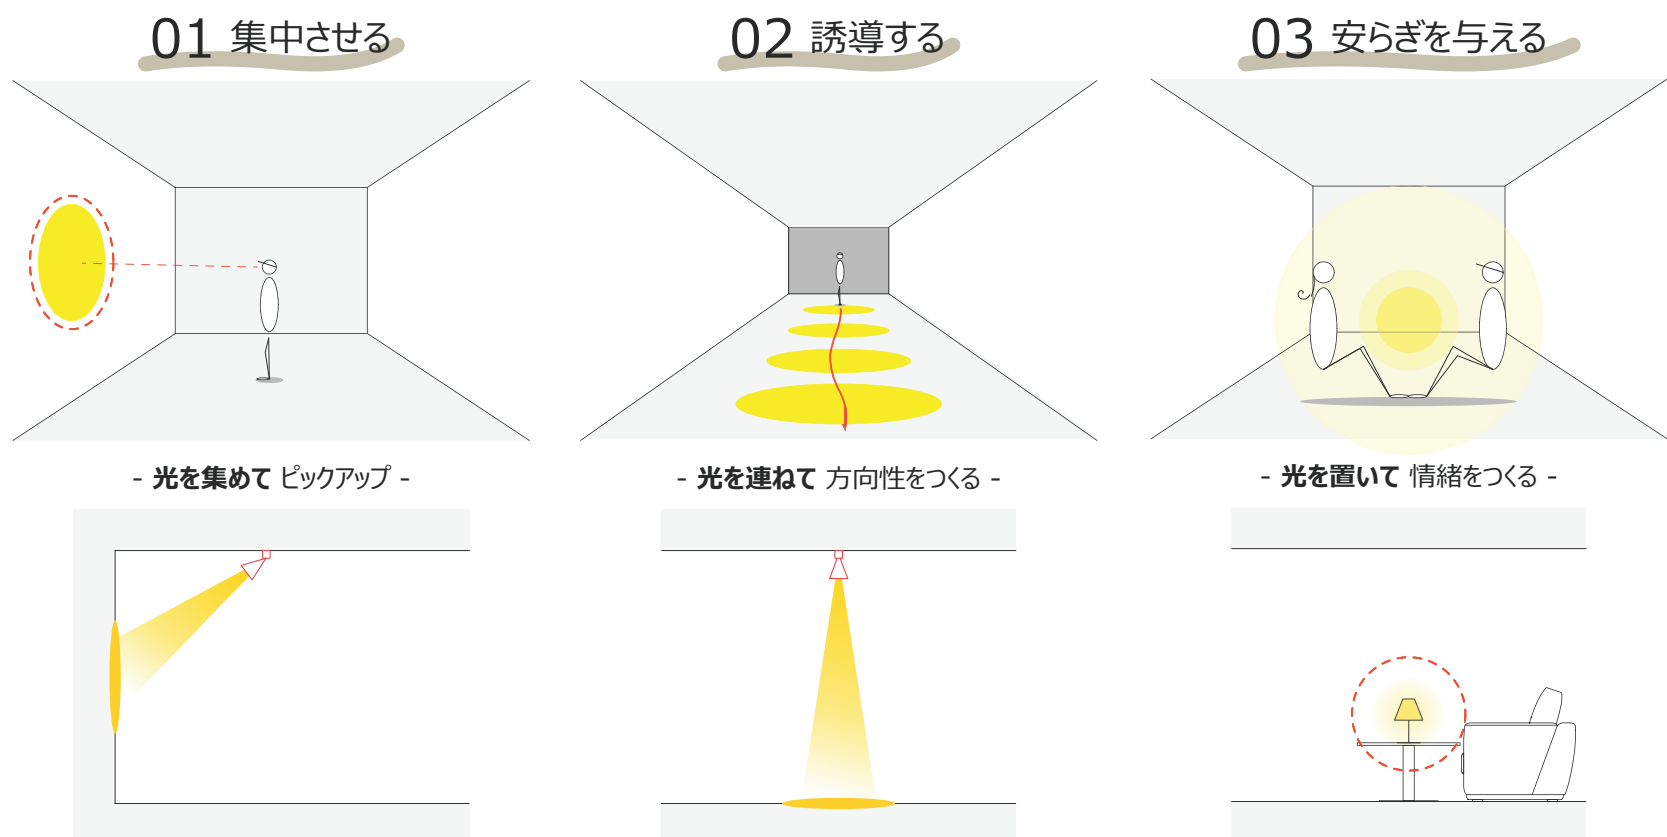 01 集中させる
02 誘導する
03 安らぎを与える
- 光を集めて ピックアップ -
- 光を連ねて 方向性をつくる -
- 光を置いて 情緒をつくる -